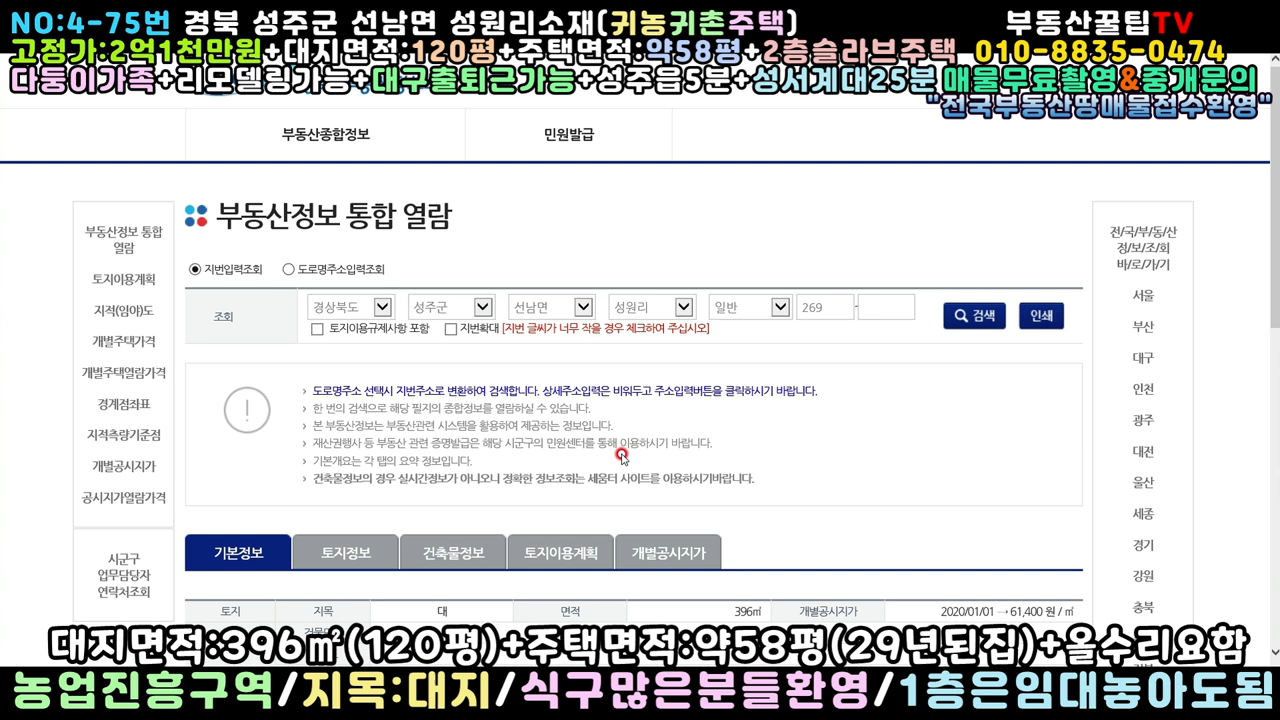 NO:4-75번 경북 성주군 선남면 성원리소재(귀농귀촌주택)
부동산꿀팁TV
고정가:2억1천만원+대지면적:120평+주택면적:약58평+2층슬라브주택 010-8835-0474
다둥이가족+리모델링가능+대구출퇴근가능+성주읍5분+성서계대25분 매물무료촬영&중개문의
"전국부동산땅매물접수환영"
부동산종합정보
민원발급
부동산정보 통합 열람
부동산정보 통합
열람
토지이용계획
지적(임야)도
개별주택가격
개별주택열람가격
경계점좌표
지적측량기준점
개별공시지가
공시지가열람가격
시군구
업무담당자
연락처조회
지번입력조회 도로명주소입력조회
조회 경상북도 성주군 선남면 성원리 일반 269 - 검색 인쇄
토지이용규제사항 포함 지번확대 [지번 글씨가 너무 작을 경우 체크하여 주십시오]
› 도로명주소 선택시 지번주소로 변환하여 검색합니다. 상세주소입력은 비워두고 주소입력버튼을 클릭하시기 바랍니다.
› 한 번의 검색으로 해당 필지의 종합정보를 열람하실 수 있습니다.
› 본 부동산정보는 부동산관련 시스템을 활용하여 제공하는 정보입니다.
› 재산권행사 등 부동산 관련 증명발급은 해당 시군구의 민원센터를 통해 이용하시기 바랍니다.
› 기본개요는 각 탭의 요약 정보입니다.
› 건축물정보의 경우 실시간정보가 아니오니 정확한 정보조회는 세움터 사이트를 이용하시기바랍니다.
기본정보 토지정보 건축물정보 토지이용계획 개별공시지가
토지 지목 대 면적 396㎡ 개별공시지가 2020/01/01 → 61,400 원 / ㎡
전/국/부/동/산
정/보/조/회
바/로/가/기
서울
부산
대구
인천
광주
대전
울산
세종
경기
강원
충북
대지면적:396㎡(120평)+주택면적:약58평(29년된집)+올수리요함
농업진흥구역/지목:대지/식구많은분들환영/1층은임대놓아도됨